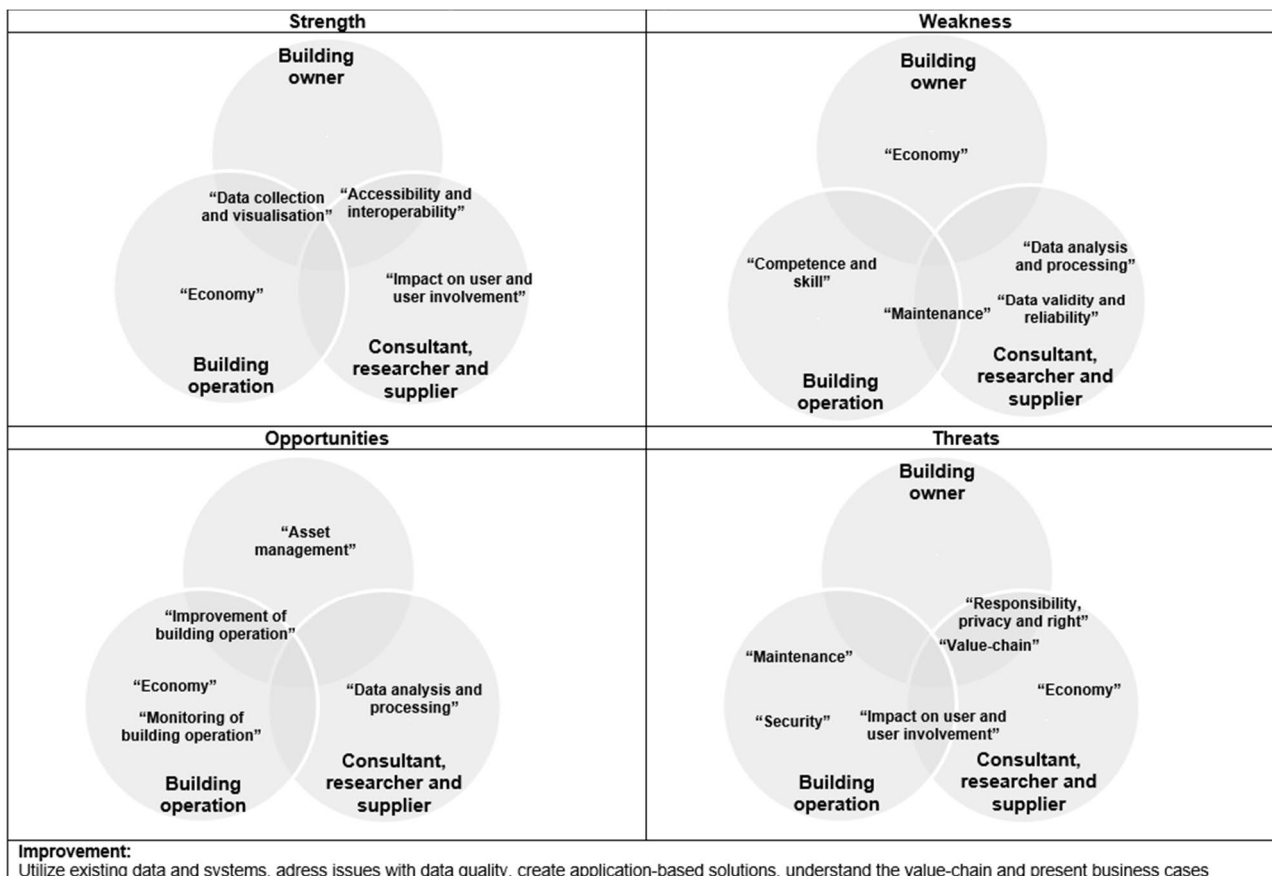 Strength
Building
owner
“Data collection
and visualisation”
“Accessibility and
interoperability”
“Economy”
“Impact on user and
user involvement”
Building
operation
Consultant,
researcher and
supplier
Weakness
Building
owner
“Economy”
“Competence and
skill”
“Data analysis
and processing”
“Maintenance”
“Data validity and
reliability”
Building
operation
Consultant,
researcher and
supplier
Opportunities
“Asset
management”
“Improvement of
building operation”
“Economy”
“Monitoring of
building operation”
“Data analysis and
processing”
Building
operation
Consultant,
researcher and
supplier
Threats
Building
owner
“Responsibility,
privacy and right”
“Value-chain”
“Maintenance”
“Economy”
“Security”
“Impact on user and
user involvement”
Building
operation
Consultant,
researcher and
supplier
Improvement:
Utilize existing data and systems, adress issues with data quality, create application-based solutions, understand the value-chain and present business cases